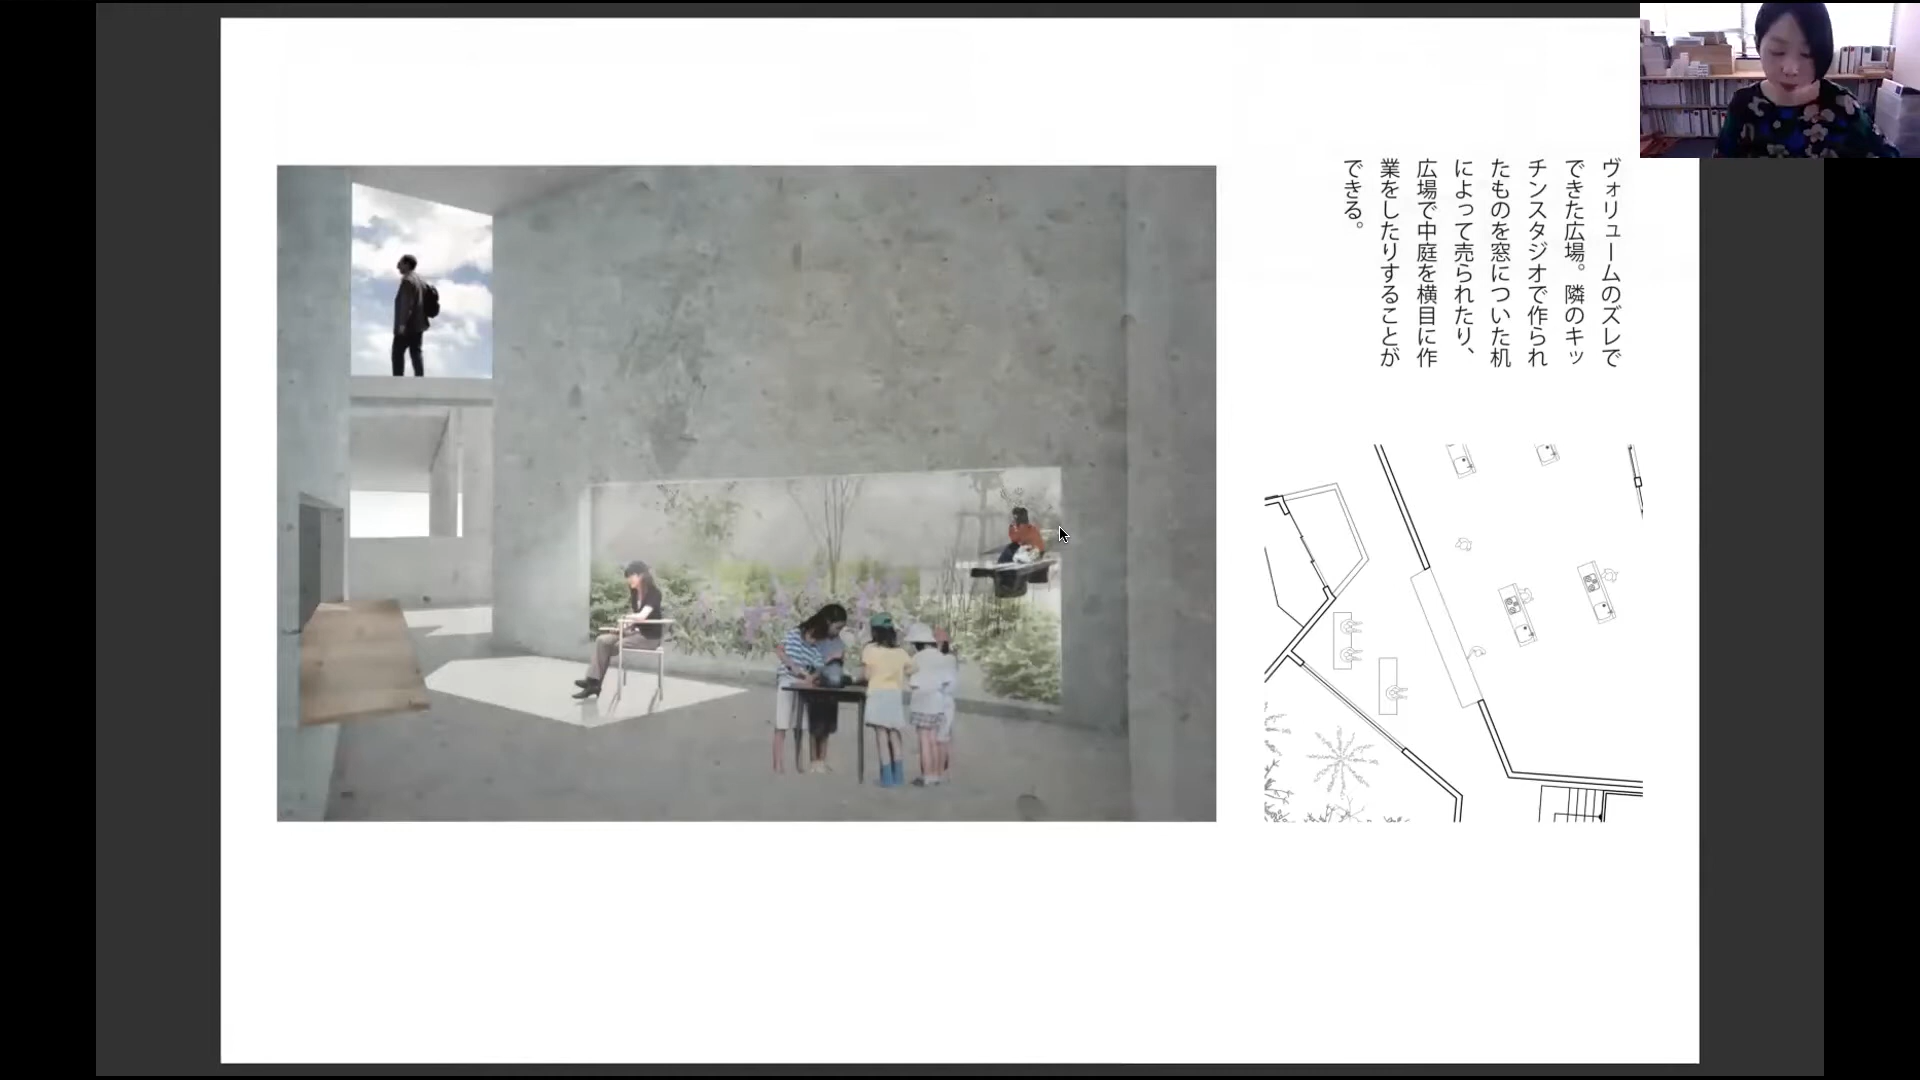 ヴォリュームのズレで
できた広場。隣のキッ
チンスタジオで作られ
たものを窓についた机
によって売られたり、
広場で中庭を横目に作
業をしたりすることが
できる。